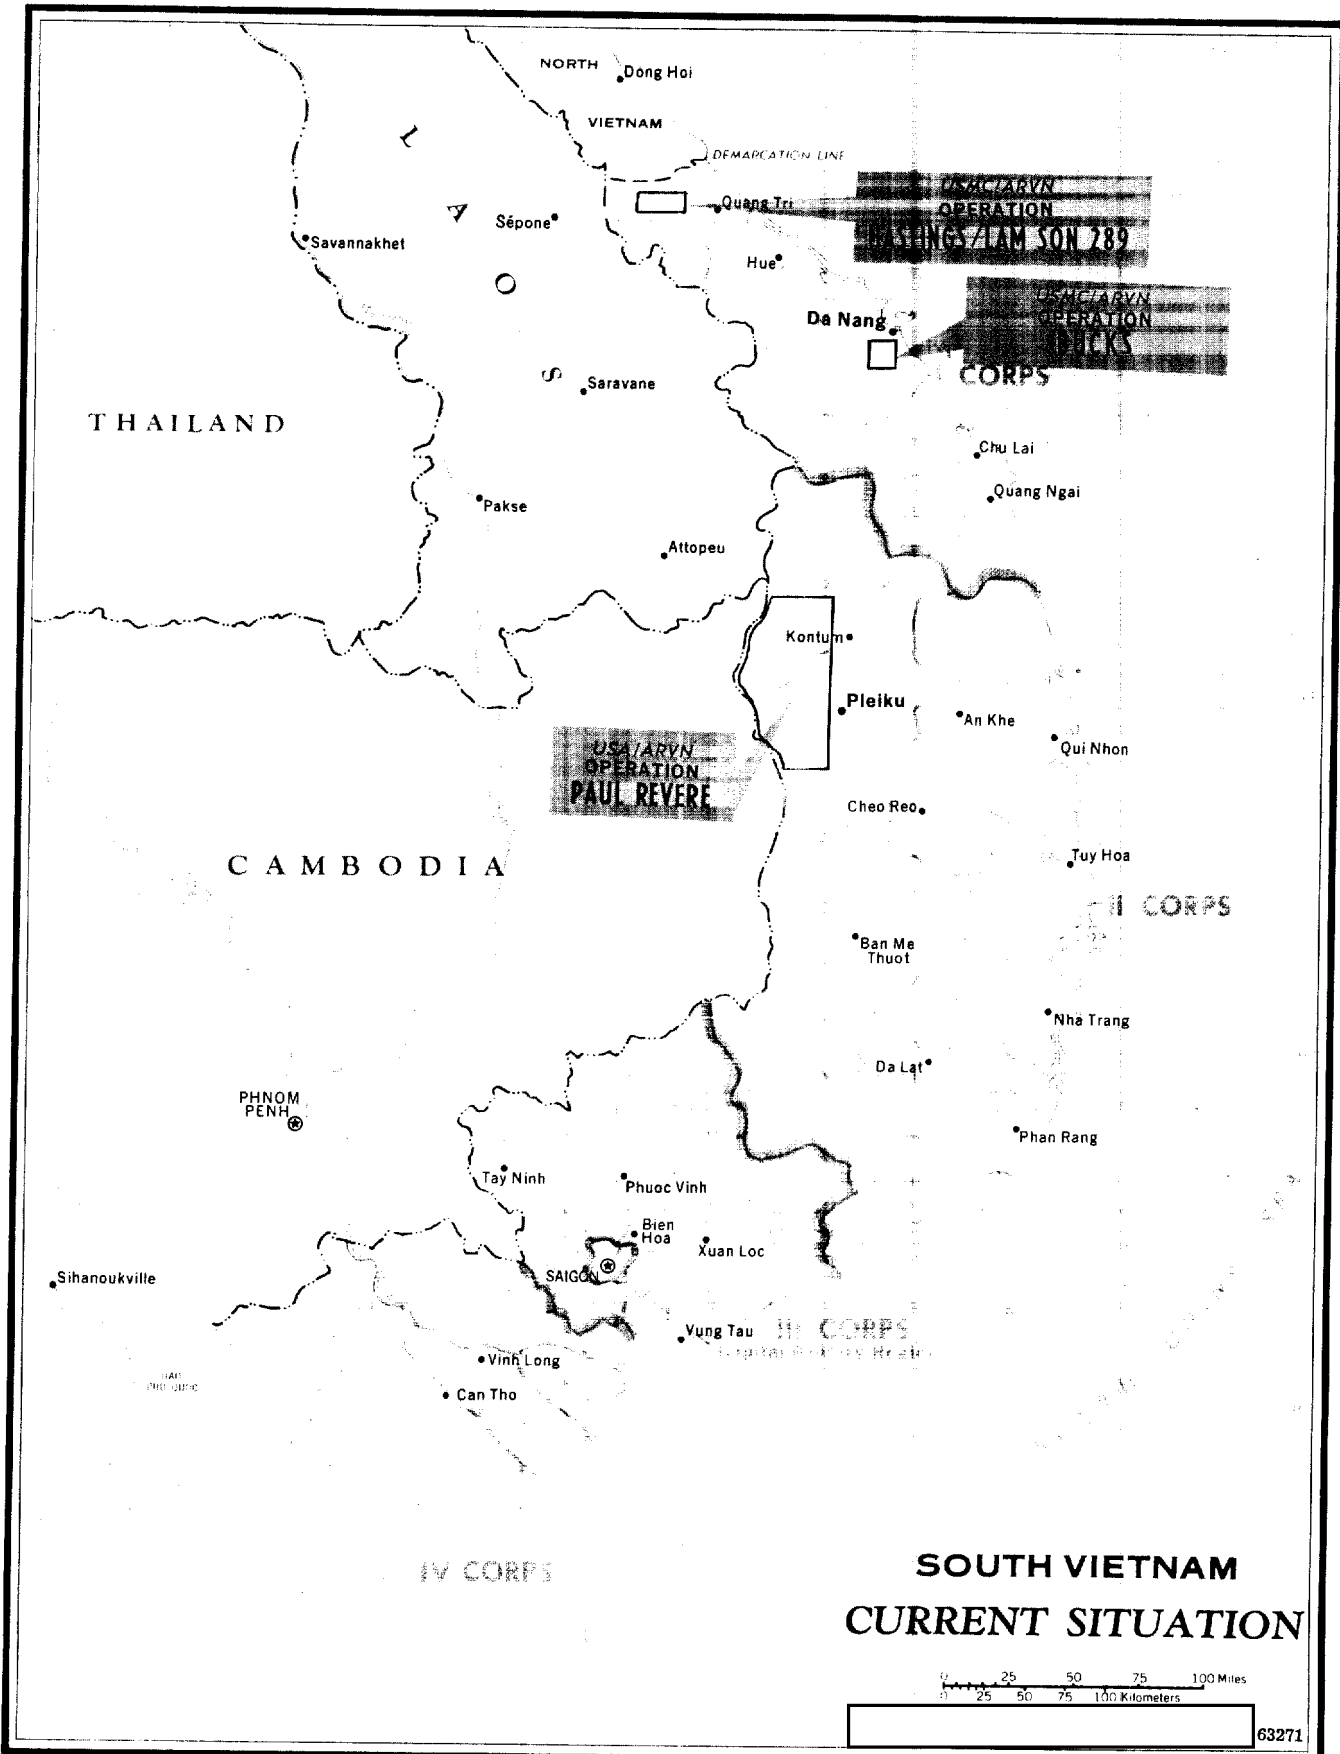 NORTH
Dong Hoi
VIETNAM
DEMARCATION LINE
USMC/ARVN
OPERATION
HASTINGS/LAM SON 289
Quang Tri
Sépone
L A O S
Savannakhet
Hue
USMC/ARVN
OPERATION
Da Nang
CORPS
Saravane
THAILAND
Chu Lai
Quang Ngai
Pakse
Attopeu
Kontum
Pleiku
An Khe
Qui Nhon
USA/ARVN
OPERATION
PAUL REVERE
Cheo Reo
CAMBODIA
Tuy Hoa
II CORPS
Ban Me
Thuot
Nha Trang
Da Lat
PHNOM
PENH
Phan Rang
Tay Ninh
Phuoc Vinh
Bien
Hoa
Xuan Loc
SAIGON
Sihanoukville
Vung Tau
III CORPS
Vinh Long
Can Tho
IV CORPS
SOUTH VIETNAM
CURRENT SITUATION
0 25 50 75 100 Miles
0 25 50 75 100 Kilometers
63271